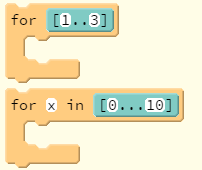 for [1..3]
for x in [0...10]